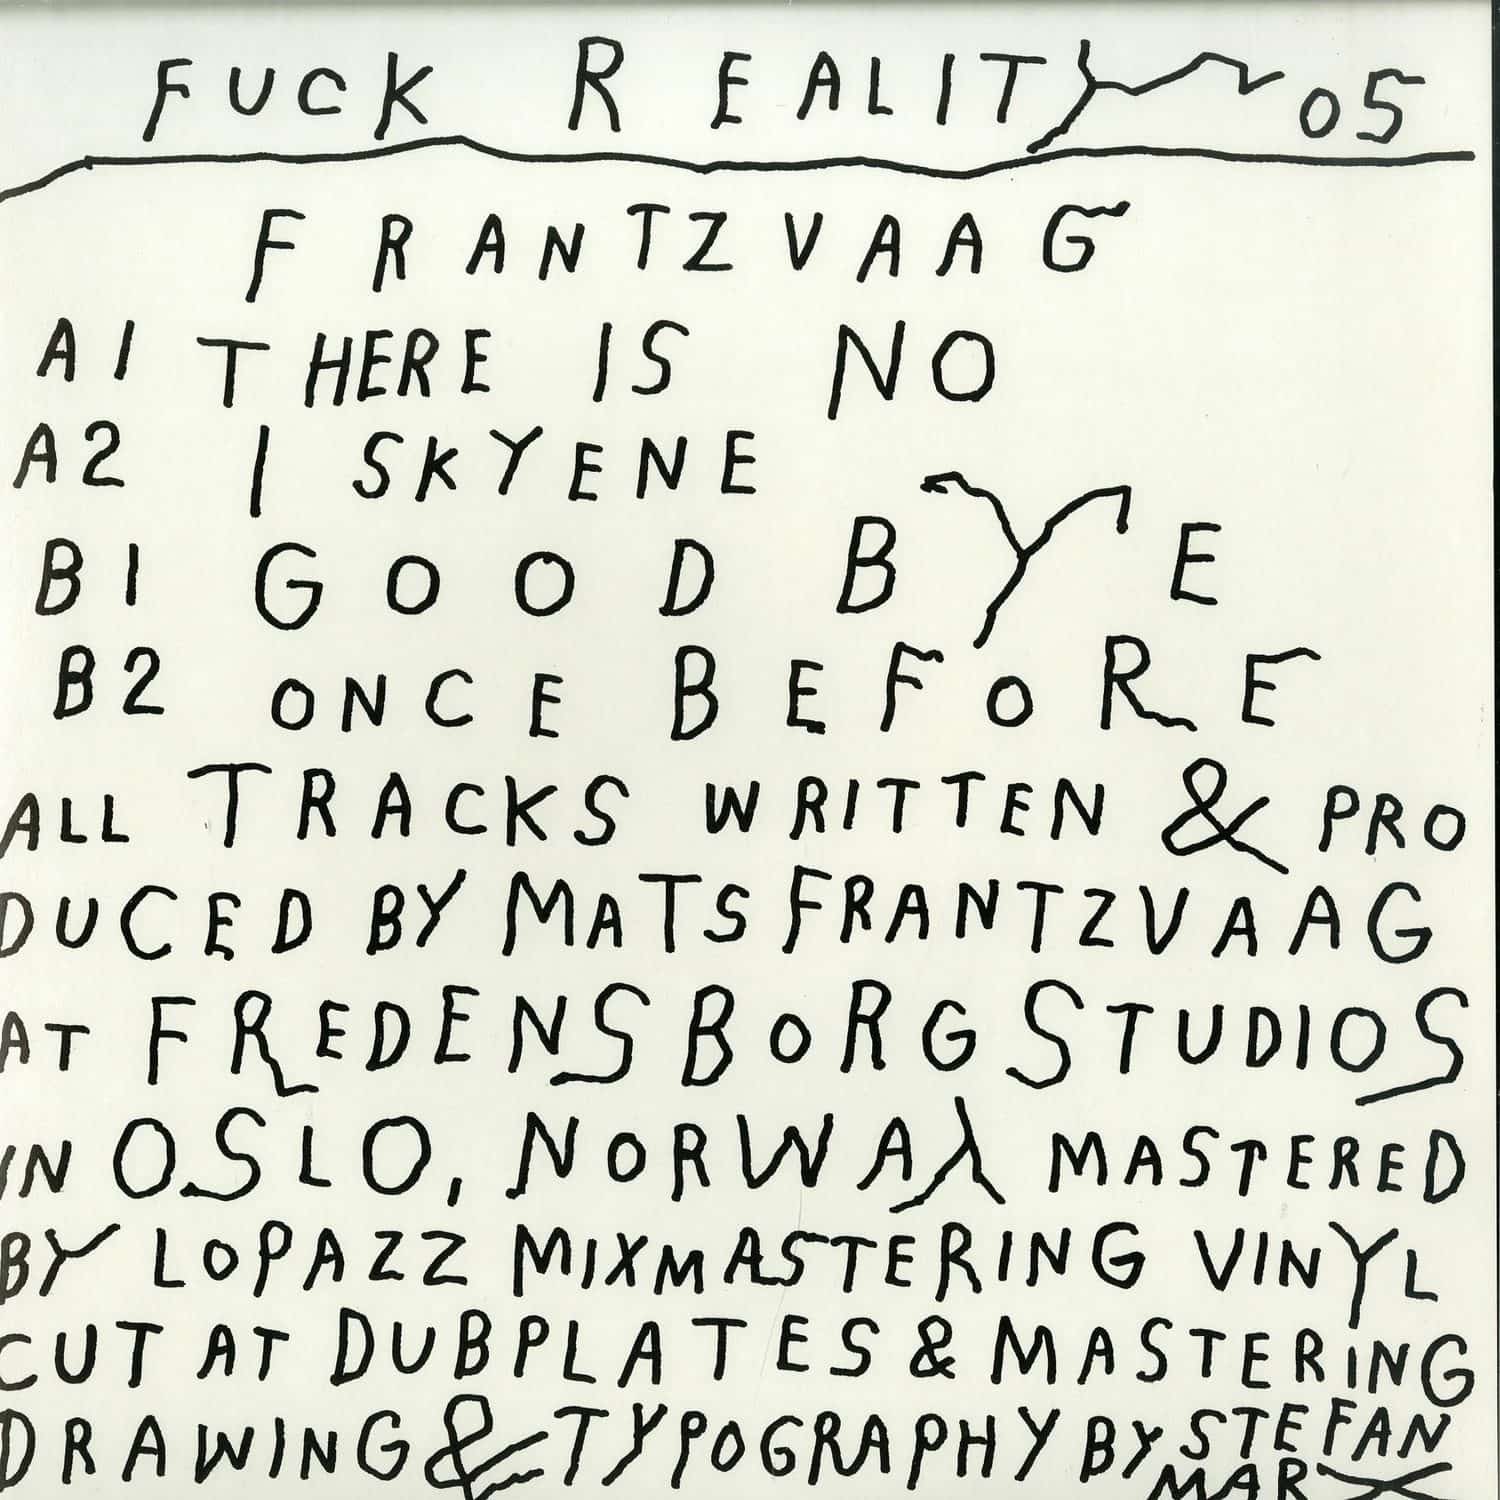 FUCK REALITY 05
FRANTZVAAG
A1 THERE IS NO
A2 I SKYENE
B1 GOOD BYE
B2 ONCE BEFORE
ALL TRACKS WRITTEN & PRO
DUCED BY MATS FRANTZVAAG
AT FREDENSBORG STUDIOS
IN OSLO, NORWAY MASTERED
BY LOPAZZ MIXMASTERING VINYL
CUT AT DUBPLATES & MASTERING
DRAWING & TYPOGRAPHY BY STEFAN
MARX